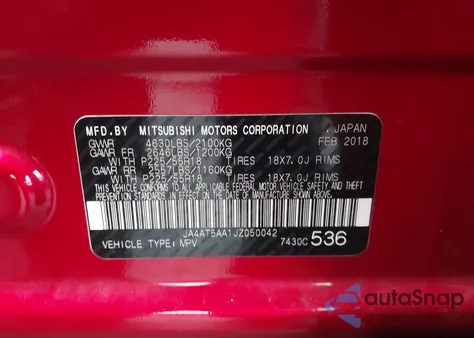 MFD.BY MITSUBISHI MOTORS CORPORATION , JAPAN
GVWR 4630LBS/2100KG FEB 2018
GAWR FR 2646LBS/1200KG
WITH P225/55R18 TIRES 18X7.0J RIMS
GAWR RR 2557LBS/1160KG
WITH P225/55R18 TIRES 18X7.0J RIMS
THIS VEHICLE CONFORMS TO ALL APPLICABLE
FEDERAL MOTOR VEHICLE SAFETY, BUMPER, AND THEFT
PREVENTION STANDARDS IN EFFECT ON THE DATE OF
MANUFACTURE SHOWN ABOVE.
JA4AT5AA1JZ050042
VEHICLE TYPE: MPV 7430C 536
autoSnap